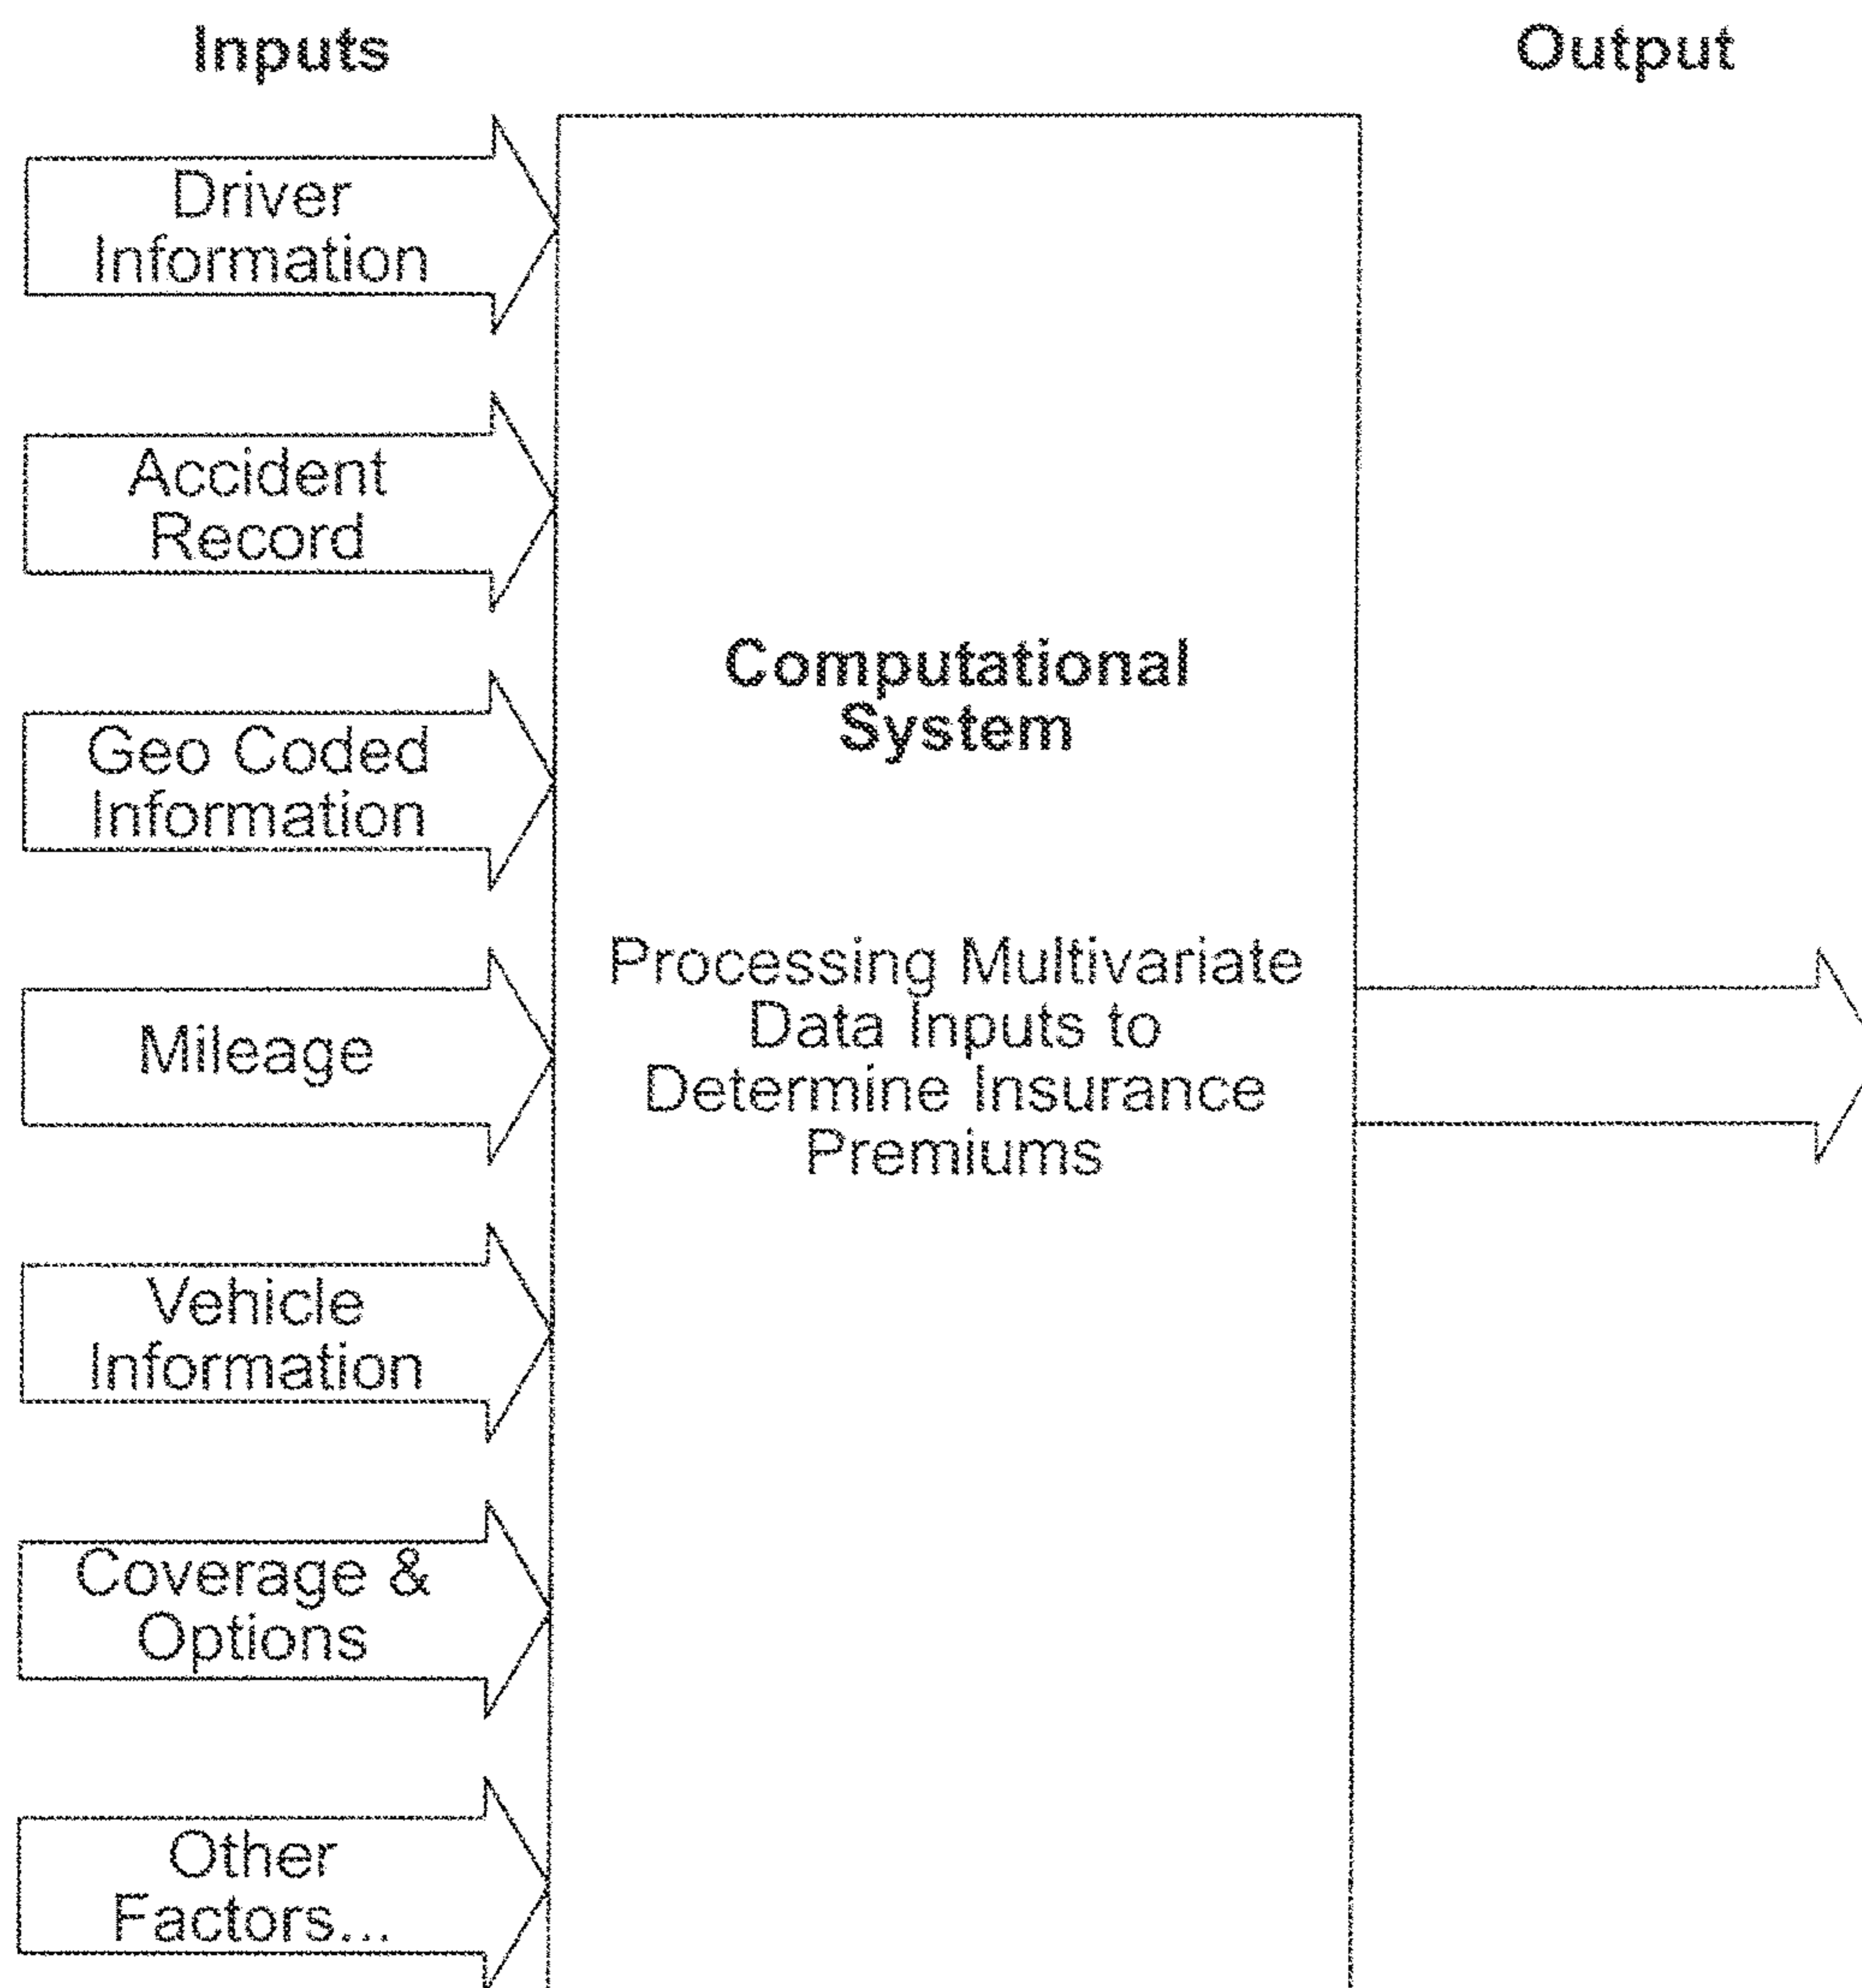 Inputs
Output
Driver
Information
Accident
Record
Geo Coded
Information
Mileage
Vehicle
Information
Coverage &
Options
Other
Factors...
Computational
System
Processing Multivariate
Data Inputs to
Determine Insurance
Premiums